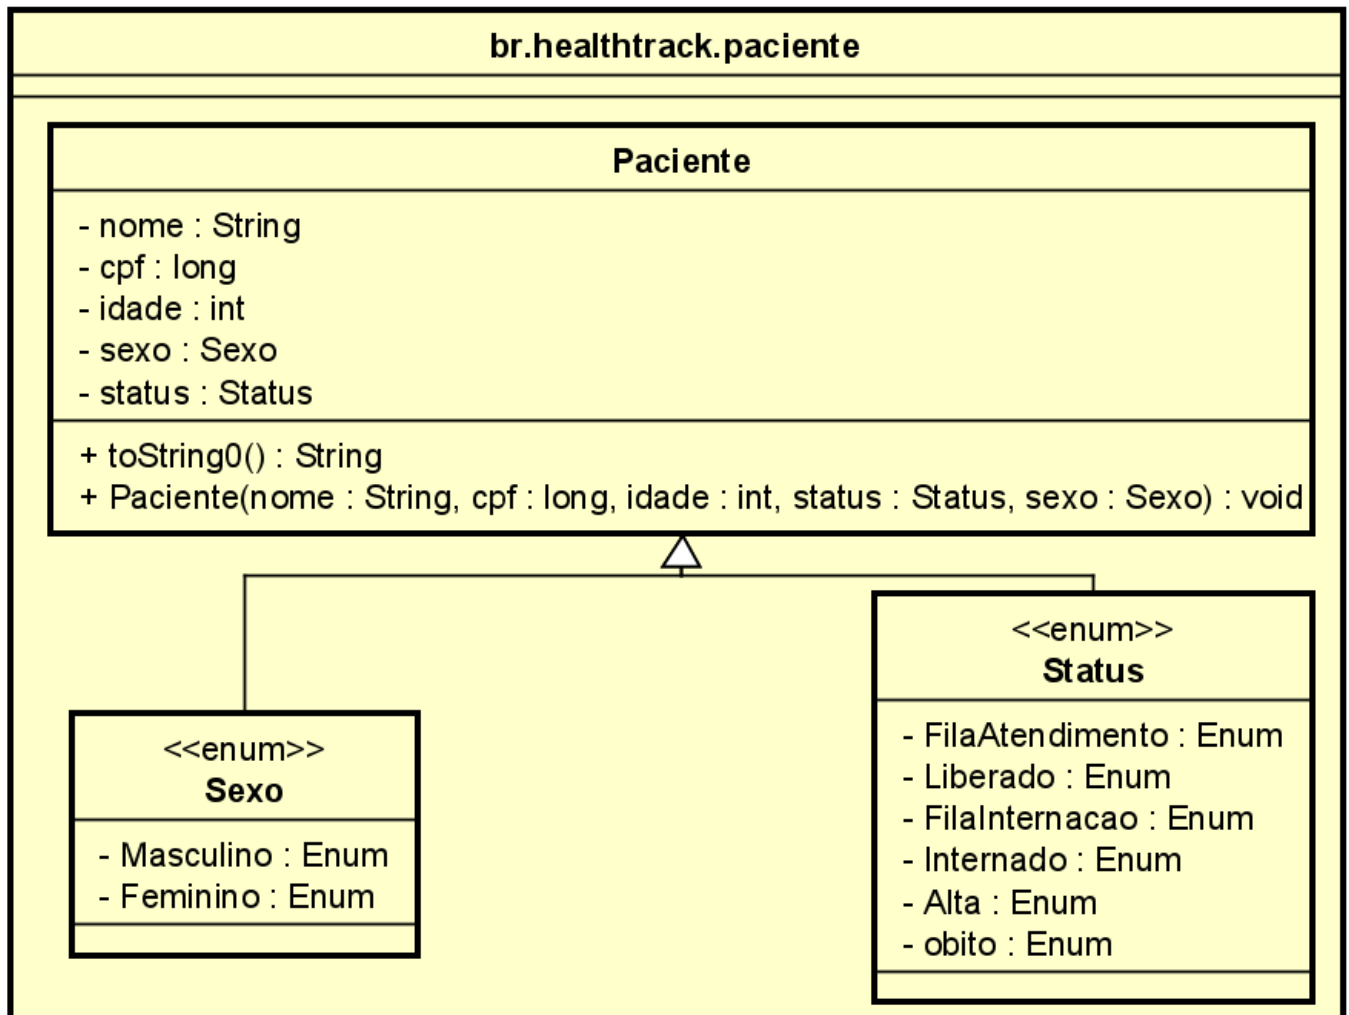 br.healthtrack.paciente
Paciente
- nome : String
- cpf : long
- idade : int
- sexo : Sexo
- status : Status
+ toString0() : String
+ Paciente(nome : String, cpf : long, idade : int, status : Status, sexo : Sexo) : void
<<enum>>
Sexo
- Masculino : Enum
- Feminino : Enum
<<enum>>
Status
- FilaAtendimento : Enum
- Liberado : Enum
- FilaInternacao : Enum
- Internado : Enum
- Alta : Enum
- obito : Enum